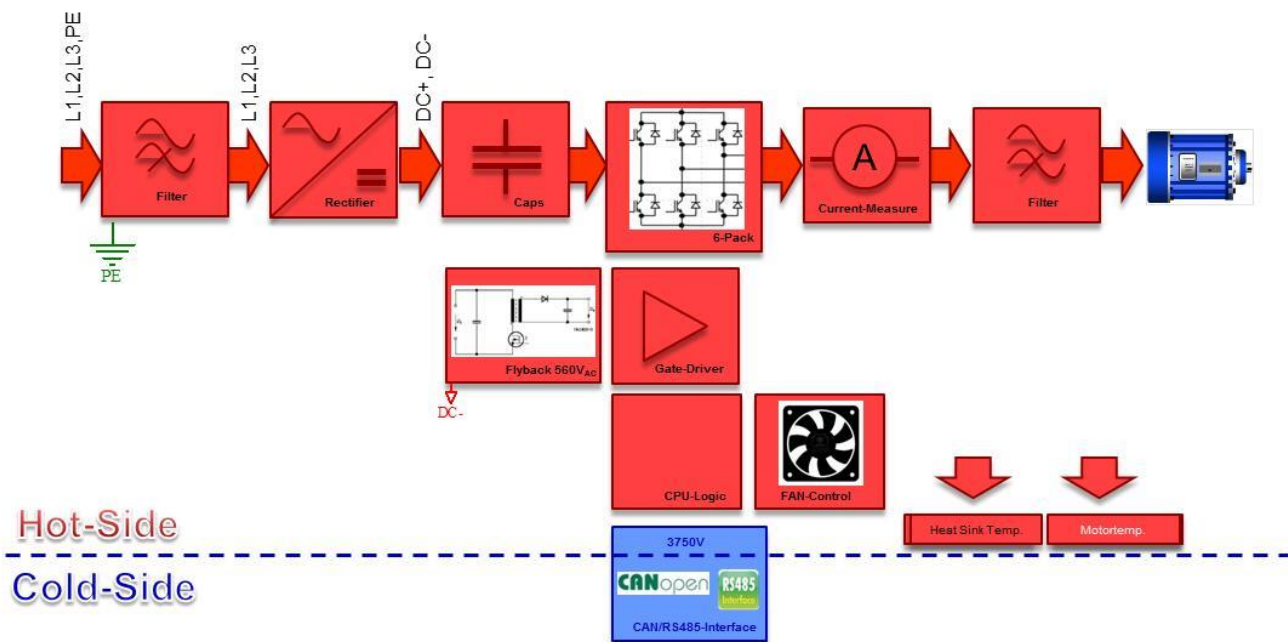 L1,L2,L3,PE
L1,L2,L3
DC+, DC-
Filter
Rectifier
Caps
6-Pack
A
Current-Measure
Filter
PE
Flyback 560VAC
Gate-Driver
DC-
CPU-Logic
FAN-Control
Heat Sink Temp.
Motortemp.
Hot-Side
Cold-Side
3750V
CANopen
RS485
Interface
CAN/RS485-Interface